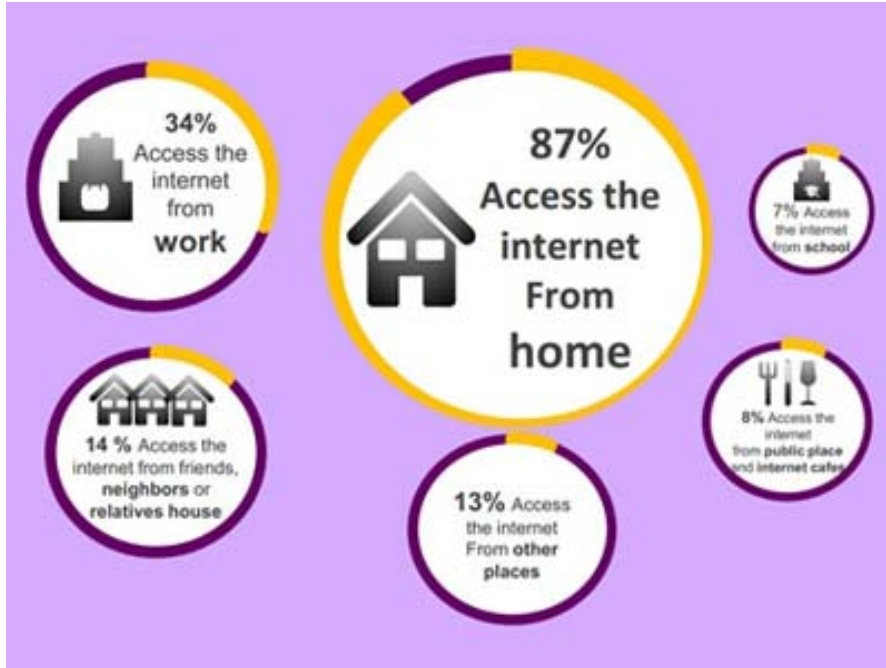 34%
Access the
internet
from
work
87%
Access the
internet
From
home
7% Access
the internet
from school
14 % Access the
internet from friends,
neighbors or
relatives house
13% Access
the internet
From other
places
8% Access the
internet
from public place
and internet cafes